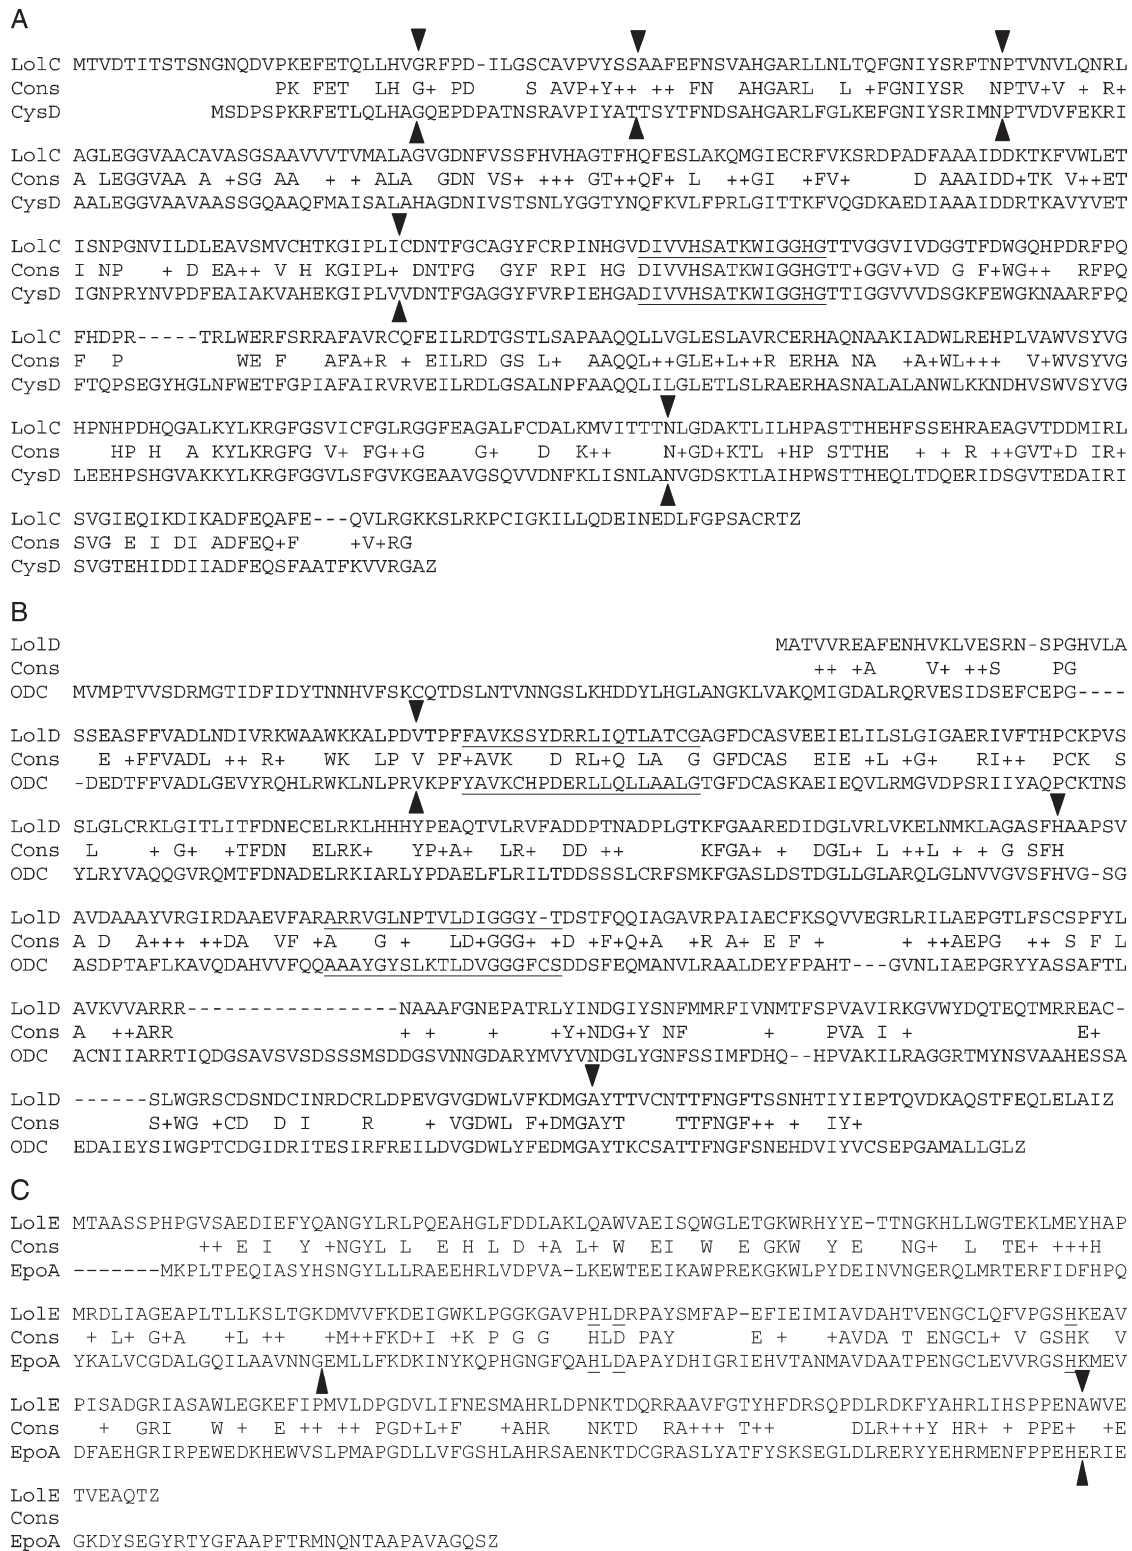 A
LolC MTVDTITSTSNGNQDVPKEFETQLLHVGRFPD-ILGSCAVPVYSSAAFEFNSVAHGARLLNLTQFGNIYSRFTNPTVNVLQNRL
Cons PK FET LH G+ PD S AVP+Y++ ++ FN AHGARL L +FGNIYSR NPTV+V + R+
CysD MSDPSPKRFETLQLHAGQEPDPATNSRAVPIYATTSYTFNDSAHGARLFGLKEFGNIYSRIMNPTVDVFEKRI
LolC AGLEGGVAACAVASGSAAVVVTVMALAGVGDNFVSSFHVHAGTFHQFESLAKQMGIECRFVKSRDPADFAAAIDDKTKFVWLET
Cons A LEGGVAA A +SG AA + + ALA GDN VS+ +++ GT++QF+ L ++GI +FV+ D AAAIDD+TK V++ET
CysD AALEGGVAAVAASSGQAAQFMAISALAHAGDNIVSTSNLYGGTYNQFKVLFPRLGITTKFVQGDKAEDIAAAIDDRTKAVYVET
LolC ISNPGNVILDLEAVSMVCHTKGIPLICDNTFGCAGYFCRPINHGVDIVVHSATKWIGGHGTTVGGVIVDGGTFDWGQHPDRFPQ
Cons I NP + D EA++ V H KGIPL+ DNTFG GYF RPI HG DIVVHSATKWIGGHGTT+GGV+VD G F+WG++ RFPQ
CysD IGNPRYNVPDFEAIAKVAHEKGIPLVVDNTFGAGGYFVRPIEHGADIVVHSATKWIGGHGTTIGGVVVDSGKFEWGKNAARFPQ
LolC FHDPR-----TRLWERFSRRAFAVRCQFEILRDTGSTLSAPAAQQLLVGLESLAVRCERHAQNAAKIADWLREHPLVAWVSYVG
Cons F P WE F AFA+R + EILRD GS L+ AAQQL++GLE+L++R ERHA NA +A+WL+++ V+WVSYVG
CysD FTQPSEGYHGLNFWETFGPIAFAIRVRVEILRDLGSALNPFAAQQLILGLETLSLRAERHASNALALANWLKKNDHVSWVSYVG
LolC HPNHPDHQGALKYLKRGFGSVICFGLRGGFEAGALFCDALKMVITTTNLGDAKTLILHPASTTHEHFSSEHRAEAGVTDDMIRL
Cons HP H A KYLKRGFG V+ FG++G G+ D K++ N+GD+KTL +HP STTHE + + R ++GVT+D IR+
CysD LEEHPSHGVAKKYLKRGFGGVLSFGVKGEAAVGSQVVDNFKLISNLANVGDSKTLAIHPWSTTHEQLTDQERIDSGVTEDAIRI
LolC SVGIEQIKDIKADFEQAFE---QVLRGKKSLRKPCIGKILLQDEINEDLFGPSACRTZ
Cons SVG E I DI ADFEQ+F +V+RG
CysD SVGTEHIDDIIADFEQSFAATFKVVRGAZ
B
LolD MATVVREAFENHVKLVESRN-SPGHVLA
Cons ++ +A V+ ++S PG
ODC MVMPTVVSDRMGTIDFIDYTNNHVFSKCQTDSLNTVNNGSLKHDDYLHGLANGKLVAKQMIGDALRQRVESIDSEFCEPG----
LolD SSEASFFVADLNDIVRKWAAWKKALPDVTPFFAVKSSYDRRLIQTLATCGAGFDCASVEEIELILSLGIGAERIVFTHPCKPVS
Cons E +FFVADL ++ R+ WK LP V PF+AVK D RL+Q LA G GFDCAS EIE +L +G+ RI++ PCK S
ODC -DEDTFFVADLGEVYRQHLRWLKNLPRVKPFYAVKCHPDERLLQLLAALGTGFDCASKAEIEQVLRMGVDPSRIIYAQPCKTNS
LolD SLGLCRKLGITLITFDNECELRKLHHHYPEAQTVLRVFADDPTNADPLGTKFGAAREDIDGLVRLVKELNMKLAGASFHAAPSV
Cons L + G+ +TFDN ELRK+ YP+A+ LR+ DD ++ KFGA+ + DGL+ L ++L + + G SFH
ODC YLRYVAQQGVRQMTFDNADELRKIARLYPDAELFLRILTDDSSSLCRFSMKFGASLDSTDGLLGLARQLGLNVVGVSFHVG-SG
LolD AVDAAAYVRGIRDAAEVFARARRVGLNPTVLDIGGGY-TDSTFQQIAGAVRPAIAECFKSQVVEGRLRILAEPGTLFSCSPFYL
Cons A D A+++ ++DA VF +A G + LD+GGG+ +D +F+Q+A +RA+ E F + + ++AEPG ++ S F L
ODC ASDPTAFLKAVQDAHVVFQQAAAYGYSLKTLDVGGGFCSDDSFEQMANVLRAALDEYFPAHT---GVNLIAEPGRYYASSAFTL
LolD AVKVVARRR-----------------NAAAFGNEPATRLYINDGIYSNFMMRFIVNMTFSPVAVIRKGVWYDQTEQTMRREAC-
Cons A ++ARR + + + +Y+NDG+Y NF + PVA I + E+
ODC ACNIIARRTIQDGSAVSVSDSSSMSDDGSVNNGDARYMVYVNDGLYGNFSSIMFDHQ--HPVAKILRAGGRTMYNSVAAHESSA
LolD ------SLWGRSCDSNDCINRDCRLDPEVGVGDWLVFKDMGAYTTVCNTTFNGFTSSNHTIYIEPTQVDKAQSTFEQLELAIZ
Cons S+WG +CD D I R + VGDWL F+DMGAYT TTFNGF++ + IY+
ODC EDAIEYSIWGPTCDGIDRITESIRFREILDVGDWLYFEDMGAYTKCSATTFNGFSNEHDVIYVCSEPGAMALLGLZ
C
LolE MTAASSPHPGVSAEDIEFYQANGYLRLPQEAHGLFDDLAKLQAWVAEISQWGLETGKWRHYYE-TTNGKHLLWGTEKLMEYHAP
Cons ++ E I Y +NGYL L E H L D +A L+ W EI W E GKW Y E NG+ L TE+ +++H
EpoA -------MKPLTPEQIASYHSNGYLLLRAEEHRLVDPVA-LKEWTEEIKAWPREKGKWLPYDEINVNGERQLMRTERFIDFHPQ
LolE MRDLIAGEAPLTLLKSLTGKDMVVFKDEIGWKLPGGKGAVPHLDRPAYSMFAP-EFIEIMIAVDAHTVENGCLQFVPGSHKEAV
Cons + L+ G+A +L ++ +M++FKD+I +K P G G HLD PAY E + +AVDA T ENGCL+ V GSHK V
EpoA YKALVCGDALGQILAAVNNGEMLLFKDKINYKQPHGNGFQAHLDAPAYDHIGRIEHVTANMAVDAATPENGCLEVVRGSHKMEV
LolE PISADGRIASAWLEGKEFIPMVLDPGDVLIFNESMAHRLDPNKTDQRRAAVFGTYHFDRSQPDLRDKFYAHRLIHSPPENAWVE
Cons + GRI W+ E ++ ++ PGD+L+F +AHR NKTD RA+++ T++ DLR+++Y HR+ + PPE+ +E
EpoA DFAEHGRIRPEWEDKHEWVSLPMAPGDLLVFGSHLAHRSAENKTDCGRASLYATFYSKSEGLDLRERYYEHRMENFPPEHERIE
LolE TVEAQTZ
Cons
EpoA GKDYSEGYRTYGFAAPFTRMNQNTAAPAVAGQSZ